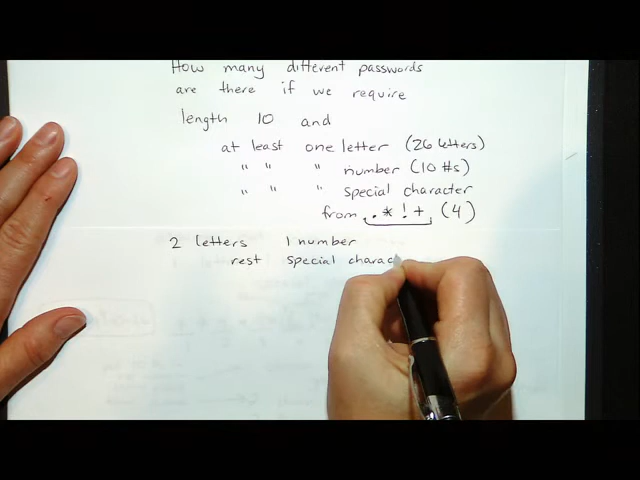 How many different passwords
are there if we require
length 10 and
at least one letter (26 letters)
" " " number (10 #s)
" " " special character
from . * ! + (4)
2 letters 1 number
rest special charac